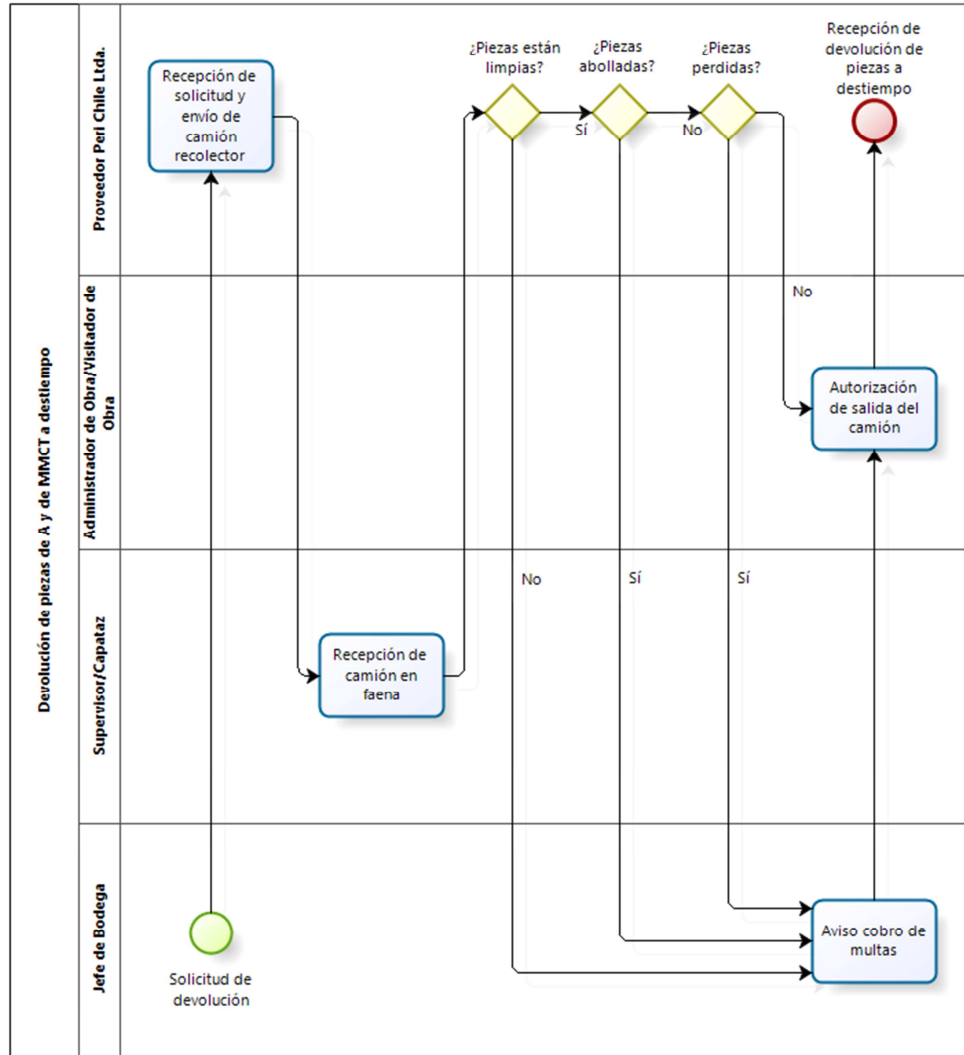 Devolución de piezas de A y de MMCT a destiempo
Proveedor Peri Chile Ltda.
Recepción de
solicitud y
envío de
camión
recolector
¿Piezas están
limpias?
Sí
¿Piezas
abolladas?
No
¿Piezas
perdidas?
Recepción de
devolución de
piezas a
destiempo
Administrador de Obra/Visitador de
Obra
No
Autorización
de salida del
camión
Supervisor/Capataz
Recepción de
camión en
faena
No
Sí
Sí
Jefe de Bodega
Solicitud de
devolución
Aviso cobro de
multas